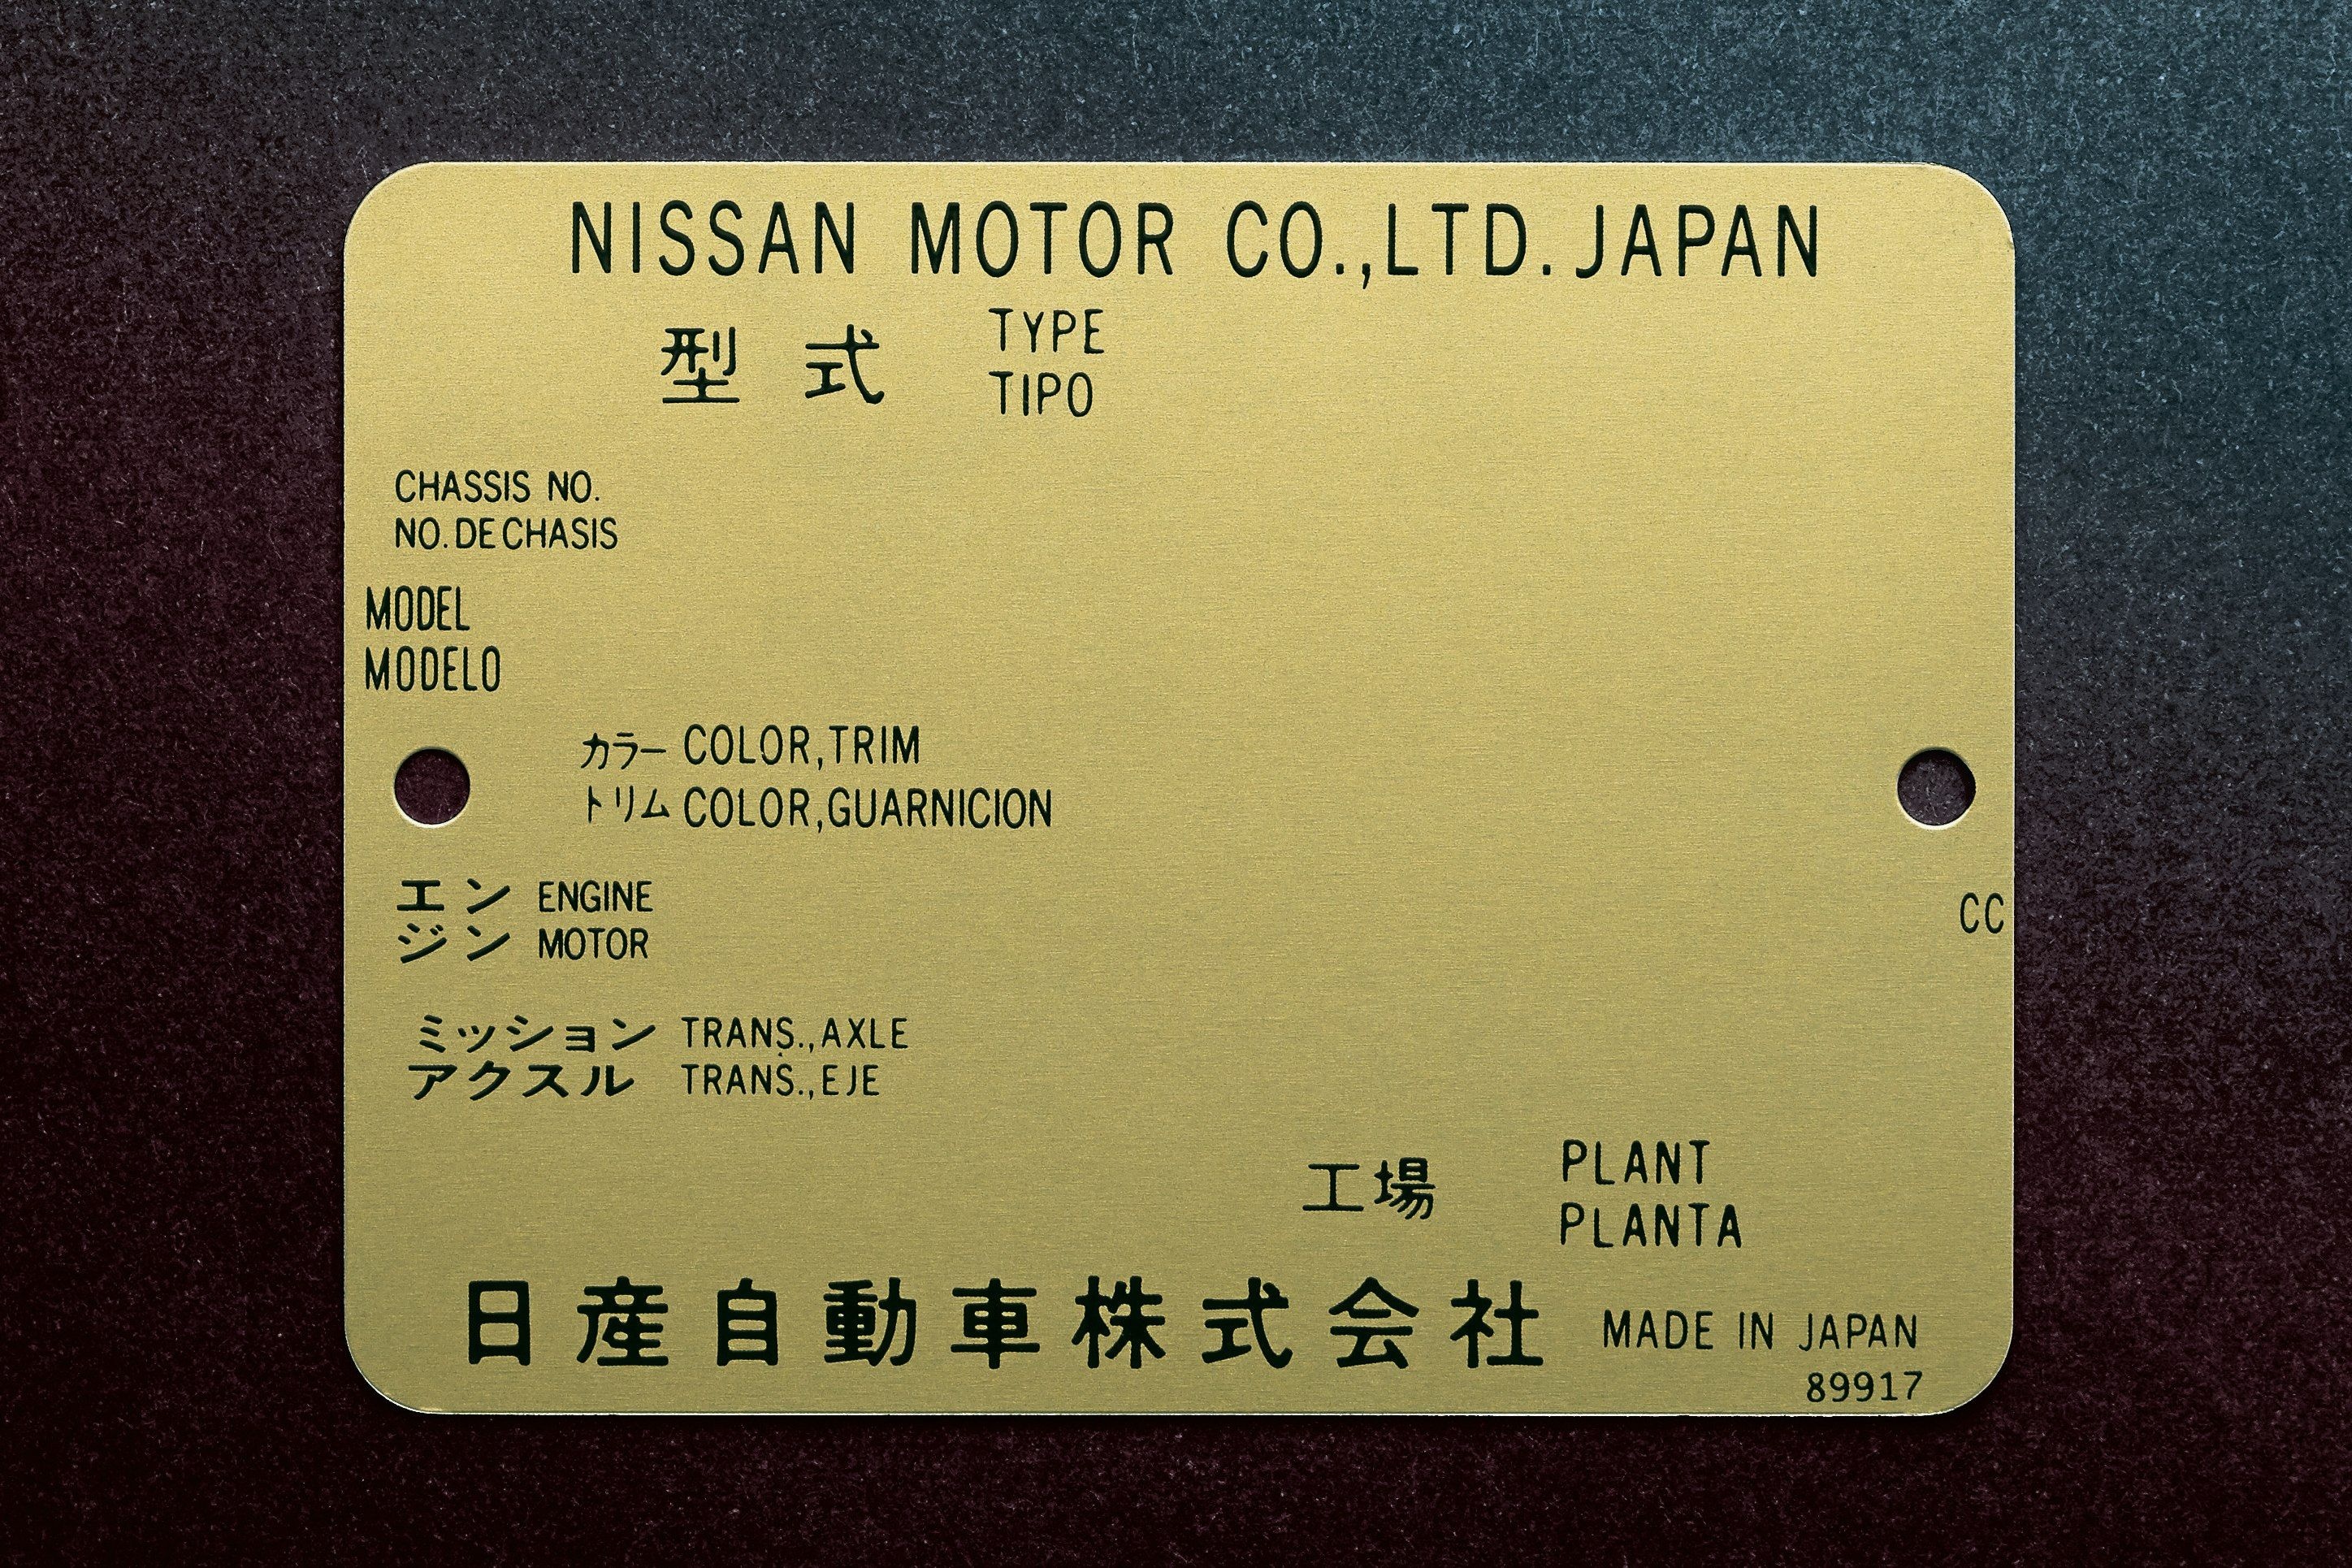 NISSAN MOTOR CO.,LTD. JAPAN
型式 TYPE
TIPO
CHASSIS NO.
NO. DE CHASIS
MODEL
MODELO
カラー COLOR,TRIM
トリム COLOR,GUARNICION
エン ENGINE
ジン MOTOR
CC
ミッション TRANS.,AXLE
アクスル TRANS.,EJE
工場 PLANT
PLANTA
日産自動車株式会社 MADE IN JAPAN
89917